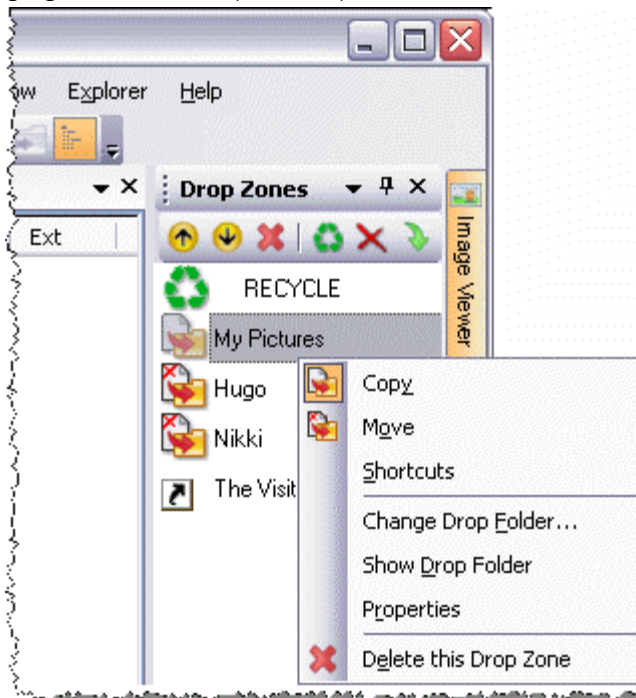 Explorer Help
Drop Zones
Ext
Image Viewer
RECYCLE
My Pictures
Hugo
Nikki
The Visit
Copy
Move
Shortcuts
Change Drop Folder...
Show Drop Folder
Properties
Delete this Drop Zone